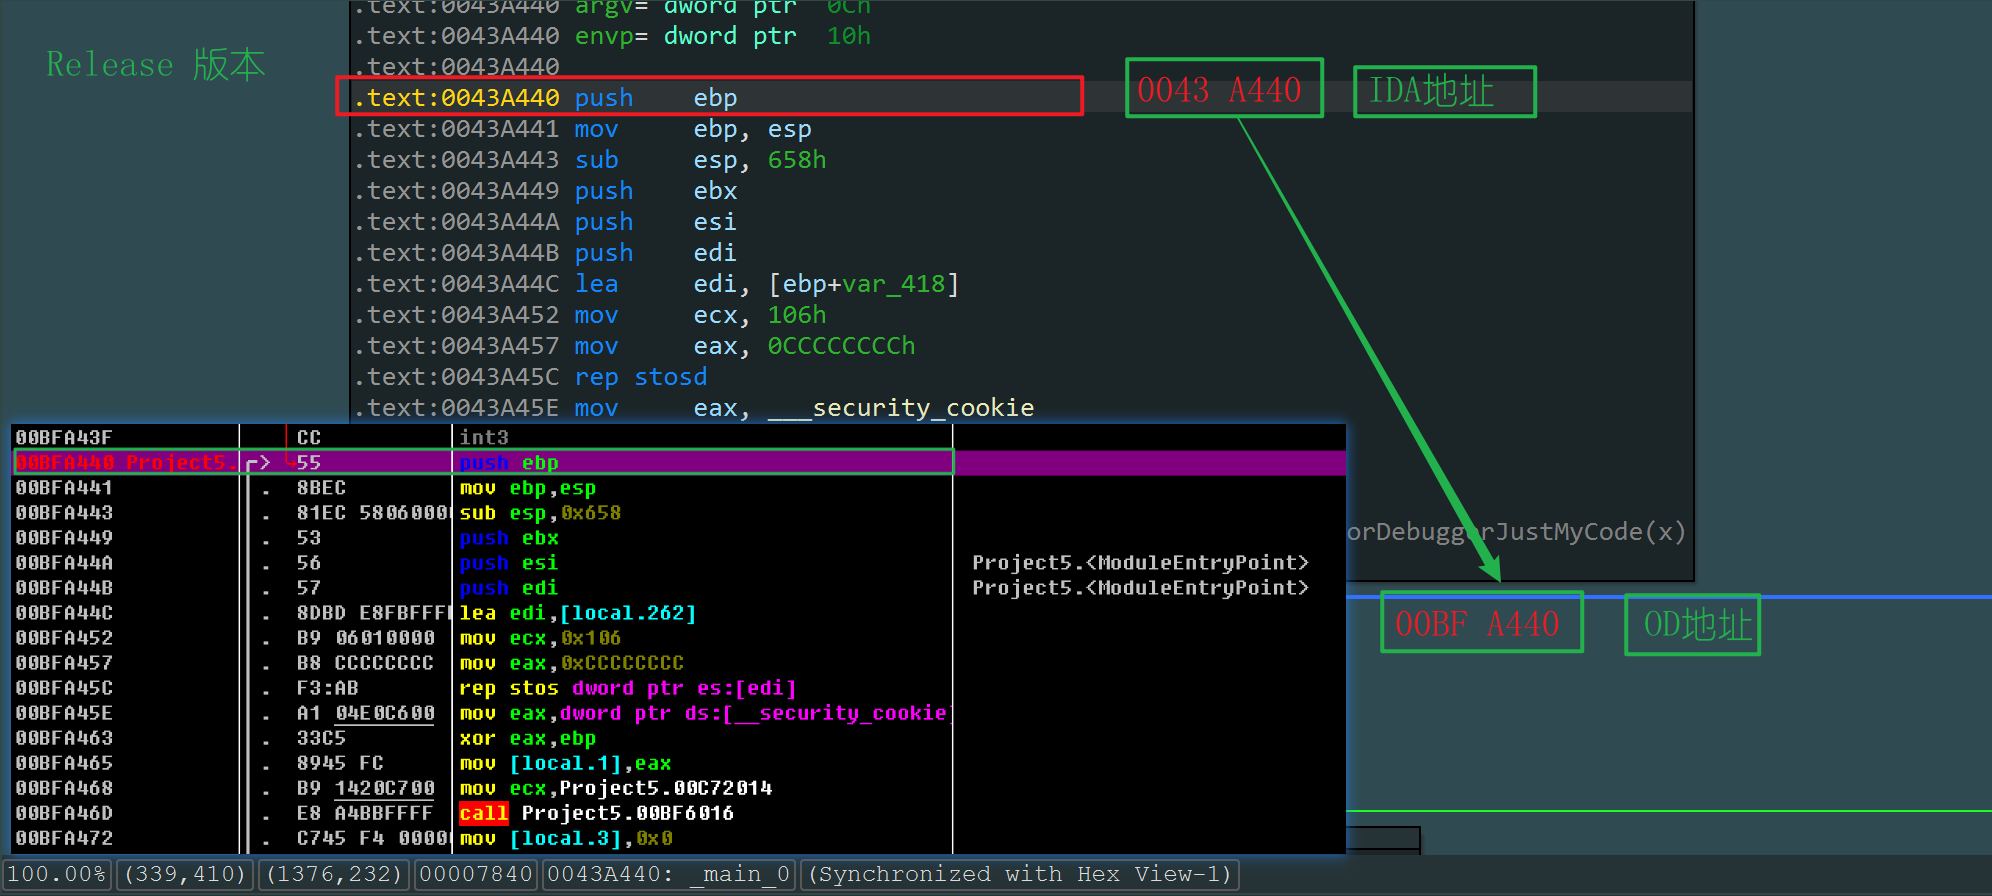 .text:0043A440 argv= dword ptr  0Ch
.text:0043A440 envp= dword ptr  10h
Release 版本
.text:0043A440
.text:0043A440 push    ebp
0043 A440
IDA地址
.text:0043A441 mov     ebp, esp
.text:0043A443 sub     esp, 658h
.text:0043A449 push    ebx
.text:0043A44A push    esi
.text:0043A44B push    edi
.text:0043A44C lea     edi, [ebp+var_418]
.text:0043A452 mov     ecx, 106h
.text:0043A457 mov     eax, 0CCCCCCCCh
.text:0043A45C rep stosd
.text:0043A45E mov     eax, ___security_cookie
orDebuggerJustMyCode(x)
00BF A440
OD地址
00BFA43F CC int3
00BFA440 Project5. 55 push ebp
00BFA441 . 8BEC mov ebp,esp
00BFA443 . 81EC 5806000 sub esp,0x658
00BFA449 . 53 push ebx
00BFA44A . 56 push esi Project5.<ModuleEntryPoint>
00BFA44B . 57 push edi Project5.<ModuleEntryPoint>
00BFA44C . 8DBD E8FBFFF lea edi,[local.262]
00BFA452 . B9 06010000 mov ecx,0x106
00BFA457 . B8 CCCCCCCC mov eax,0xCCCCCCCC
00BFA45C . F3:AB rep stos dword ptr es:[edi]
00BFA45E . A1 04E0C600 mov eax,dword ptr ds:[__security_cookie]
00BFA463 . 33C5 xor eax,ebp
00BFA465 . 8945 FC mov [local.1],eax
00BFA468 . B9 1420C700 mov ecx,Project5.00C72014
00BFA46D . E8 A4BBFFFF call Project5.00BF6016
00BFA472 . C745 F4 0000 mov [local.3],0x0
100.00% (339,410) (1376,232) 00007840 0043A440: _main_0 (Synchronized with Hex View-1)